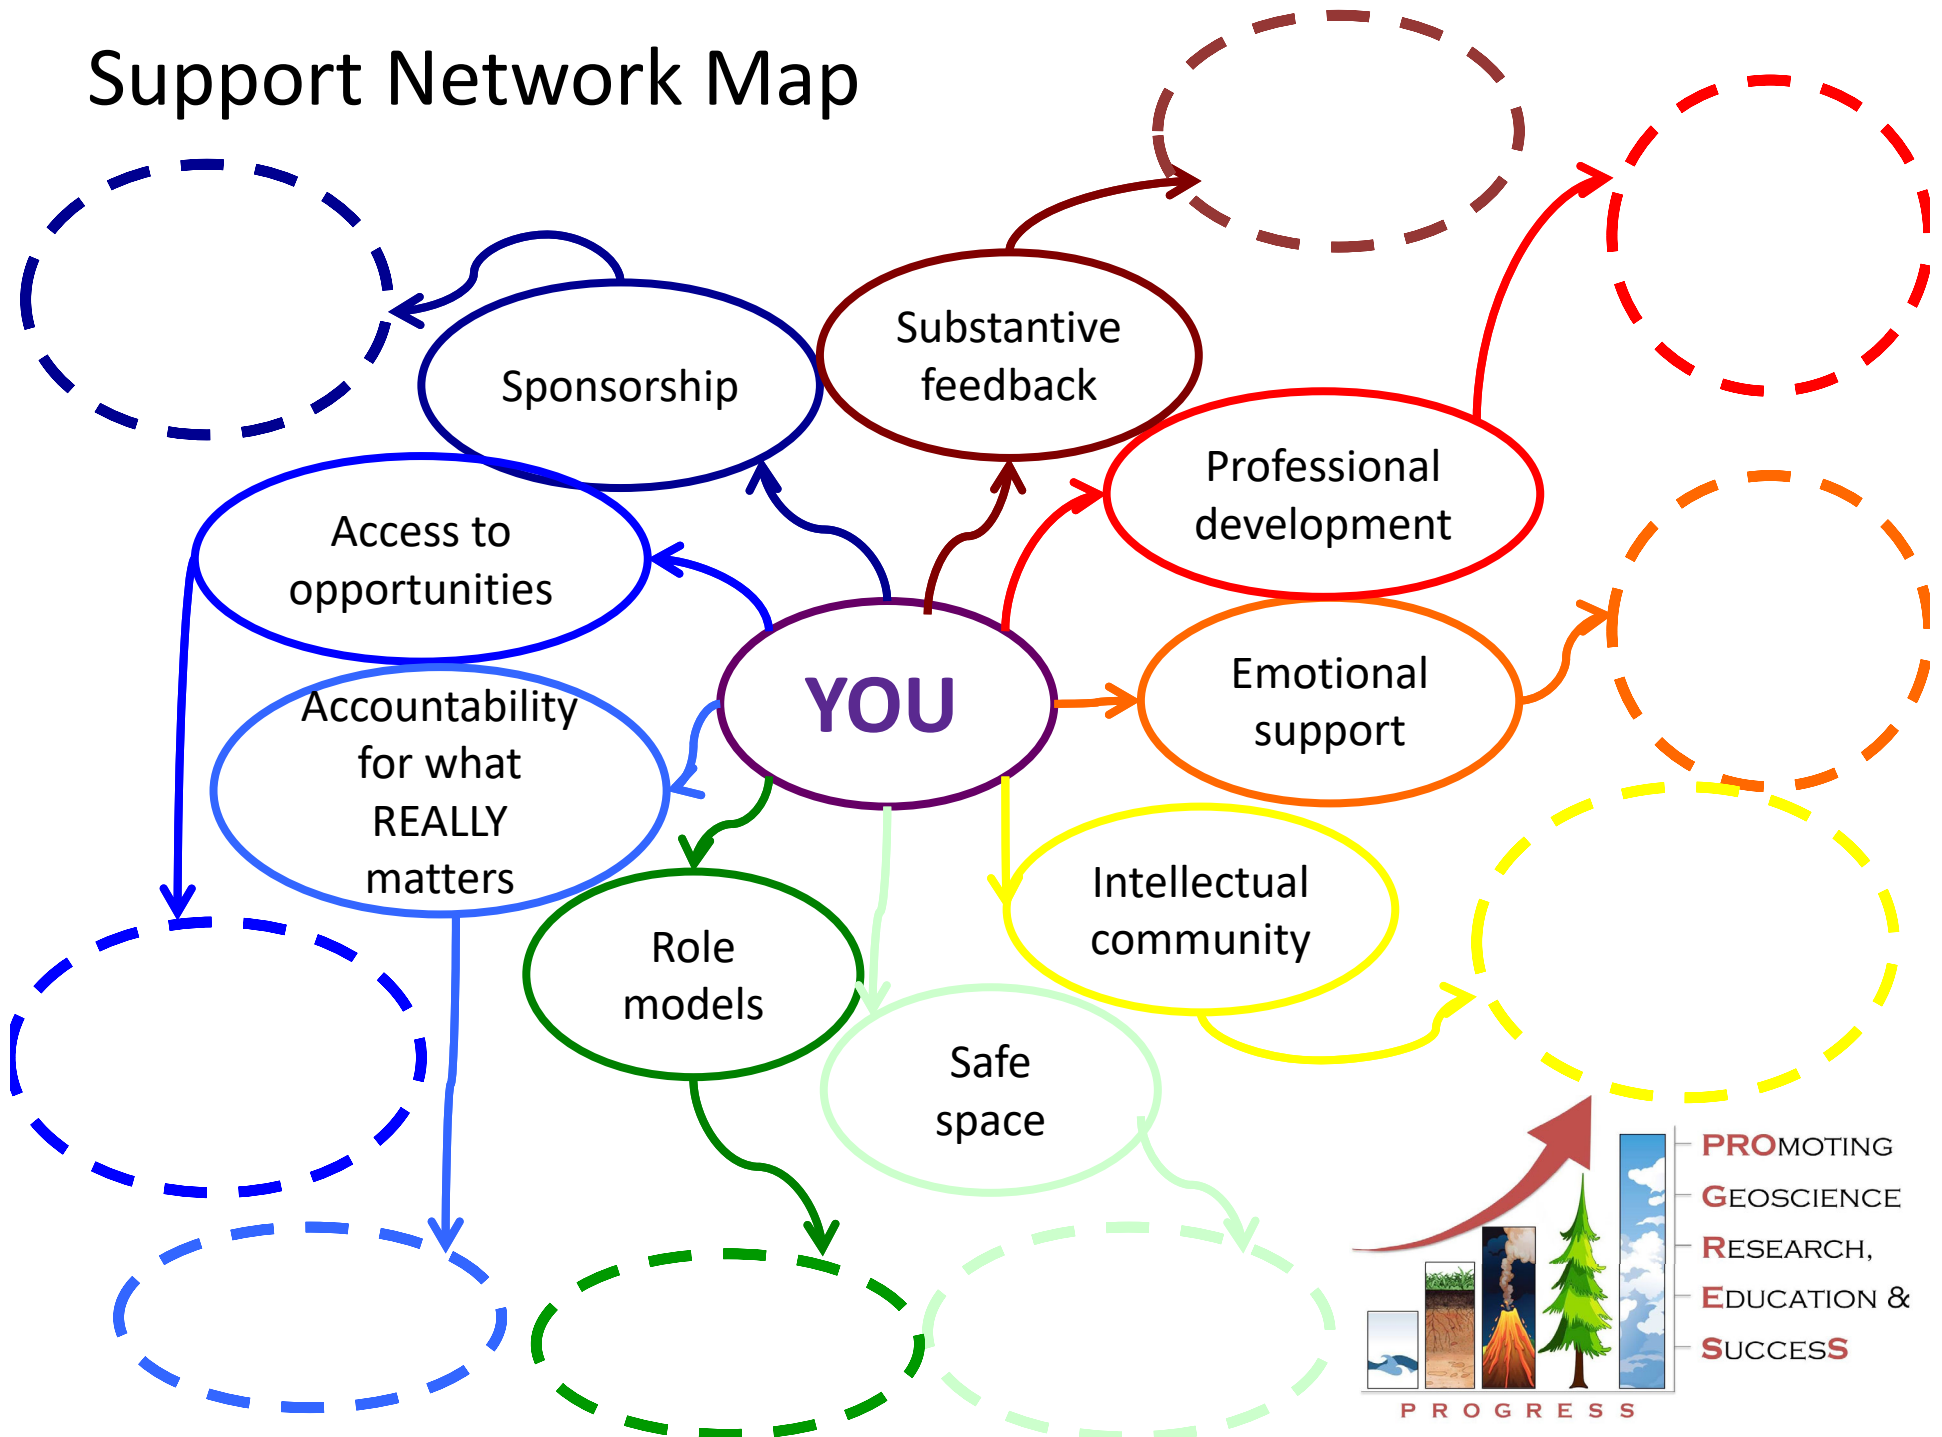 Support Network Map
Substantive
feedback
Sponsorship
Professional
development
Access to
opportunities
Emotional
support
YOU
Accountability
for what
REALLY
matters
Intellectual
community
Role
models
Safe
space
PROMOTING
GEOSCIENCE
RESEARCH,
EDUCATION &
SUCCESS
PROGRESS